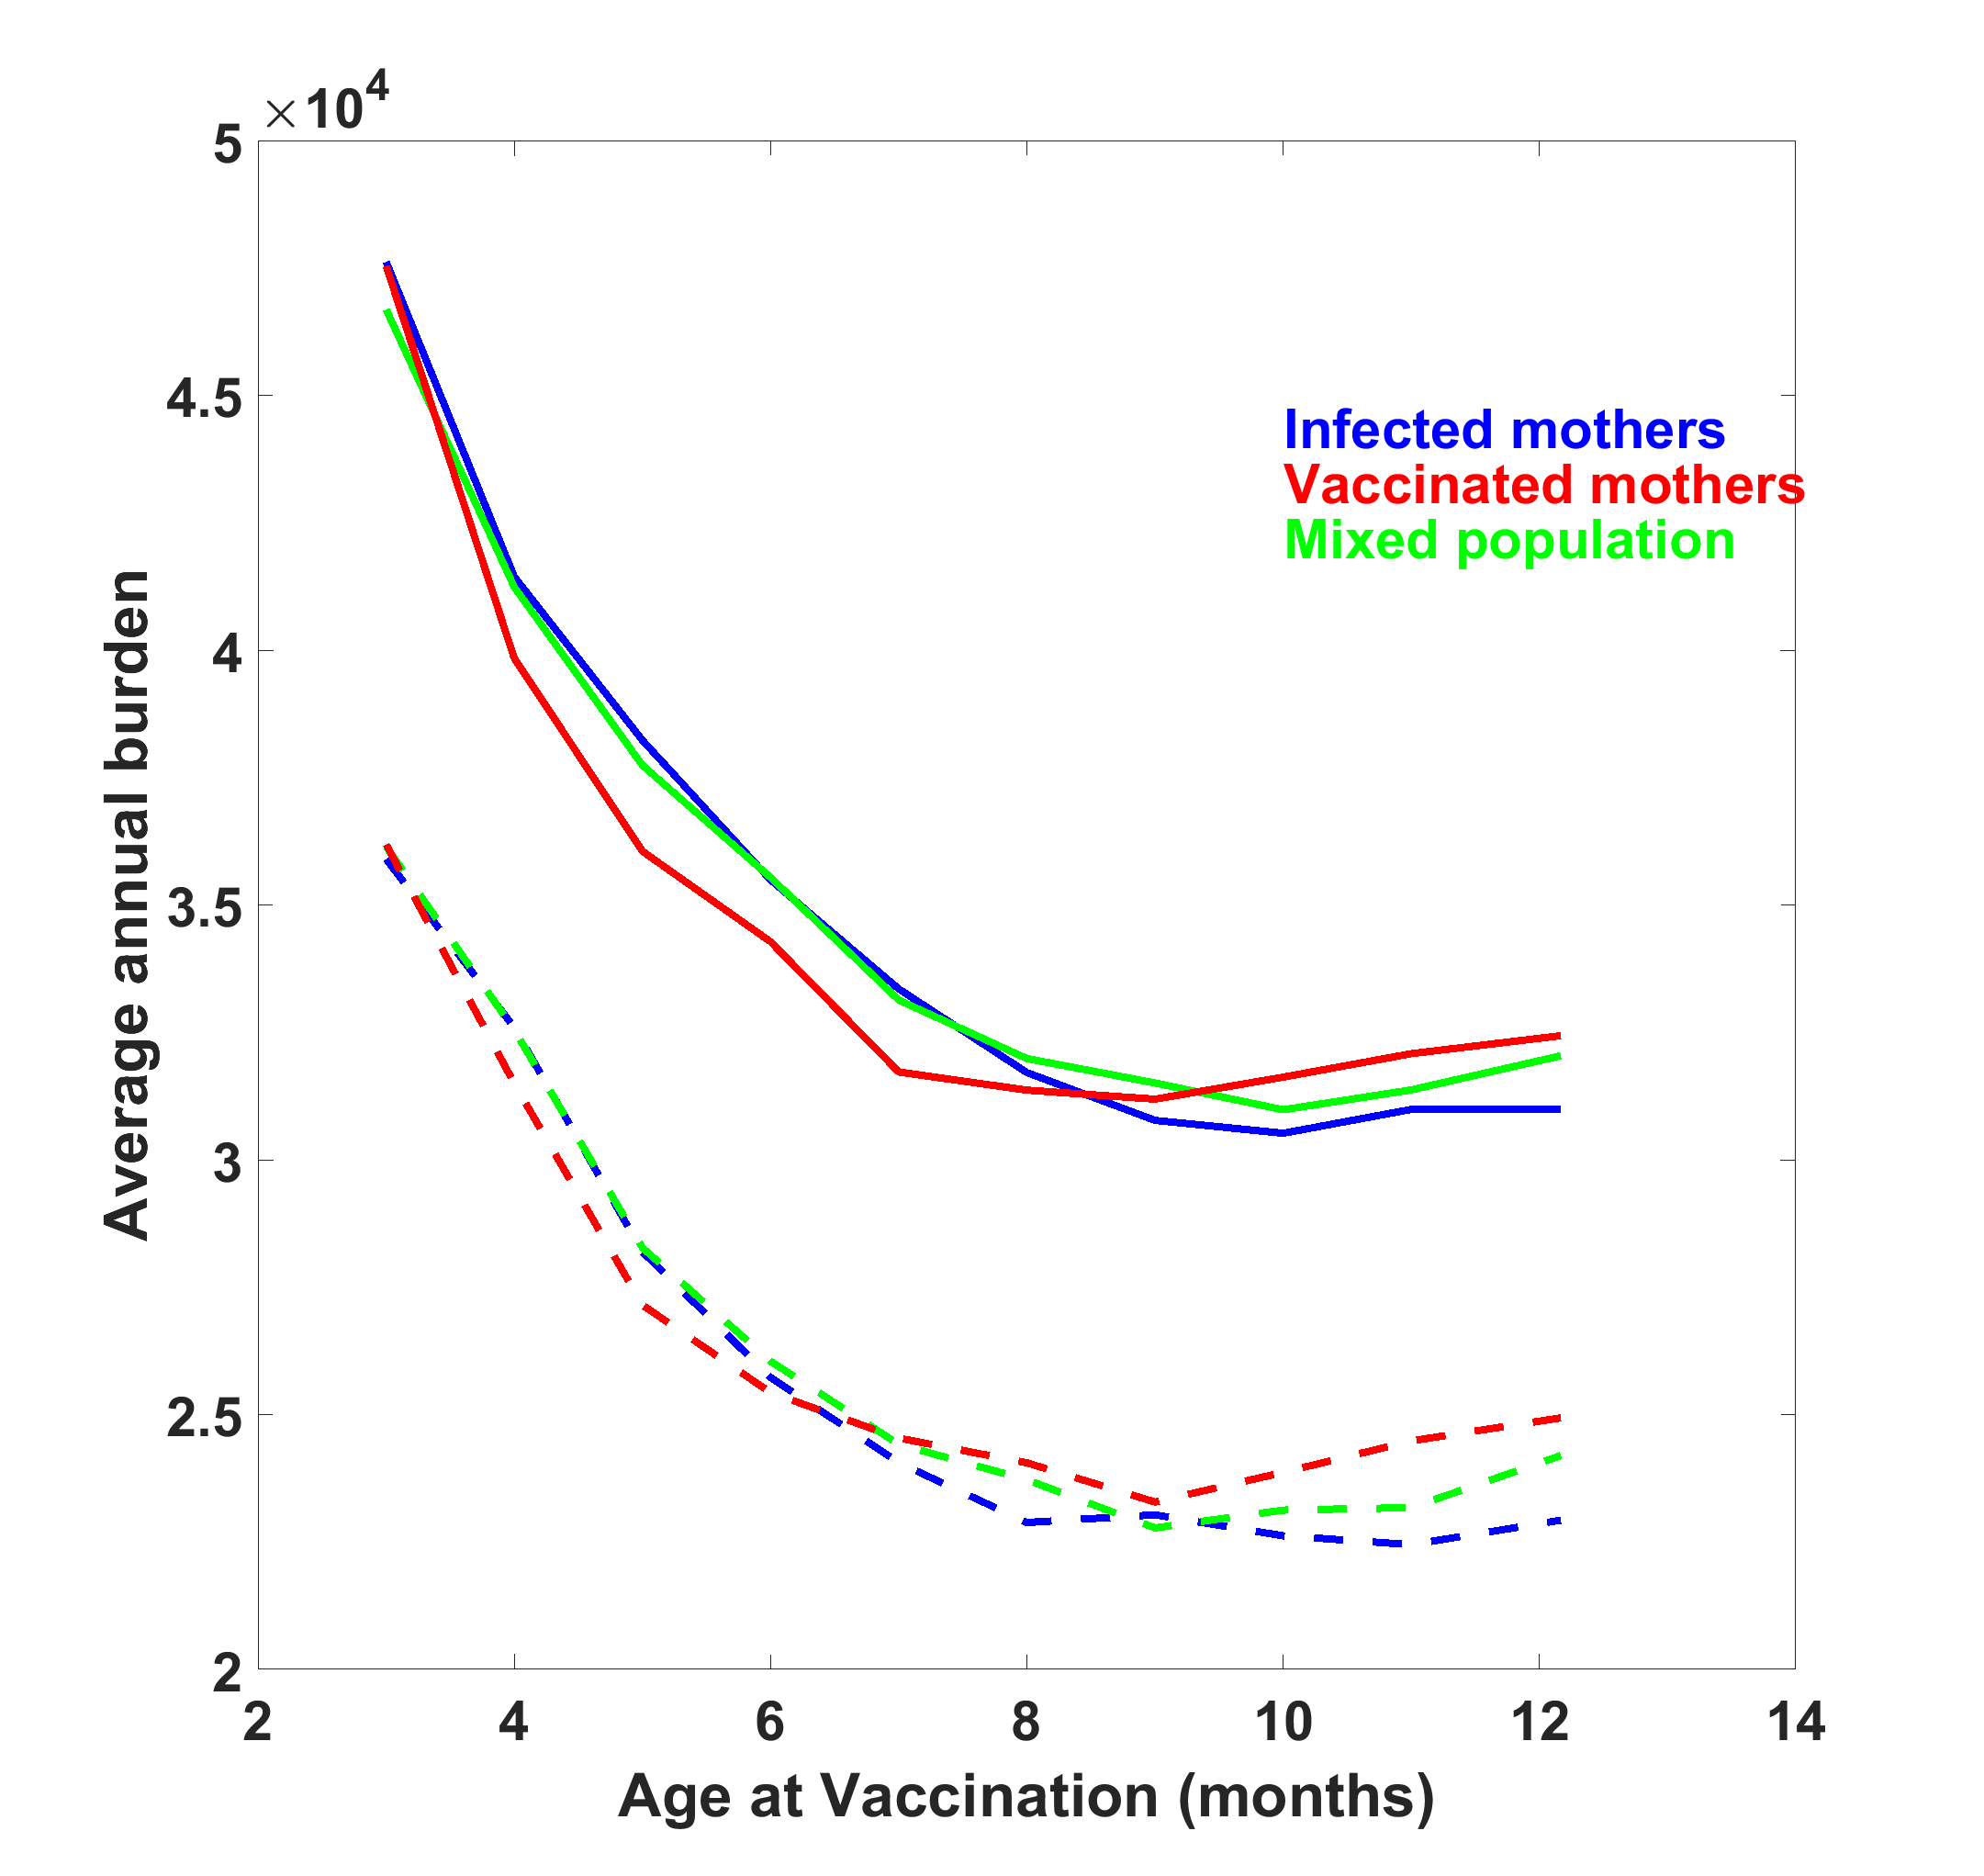 ×10⁴
5
4.5
4
3.5
3
2.5
2
Average annual burden
Infected mothers
Vaccinated mothers
Mixed population
2 4 6 8 10 12 14
Age at Vaccination (months)